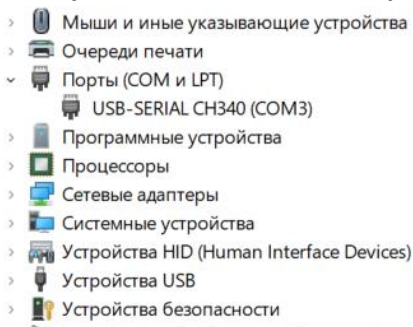 Мыши и иные указывающие устройства
Очереди печати
Порты (COM и LPT)
USB-SERIAL CH340 (COM3)
Программные устройства
Процессоры
Сетевые адаптеры
Системные устройства
Устройства HID (Human Interface Devices)
Устройства USB
Устройства безопасности